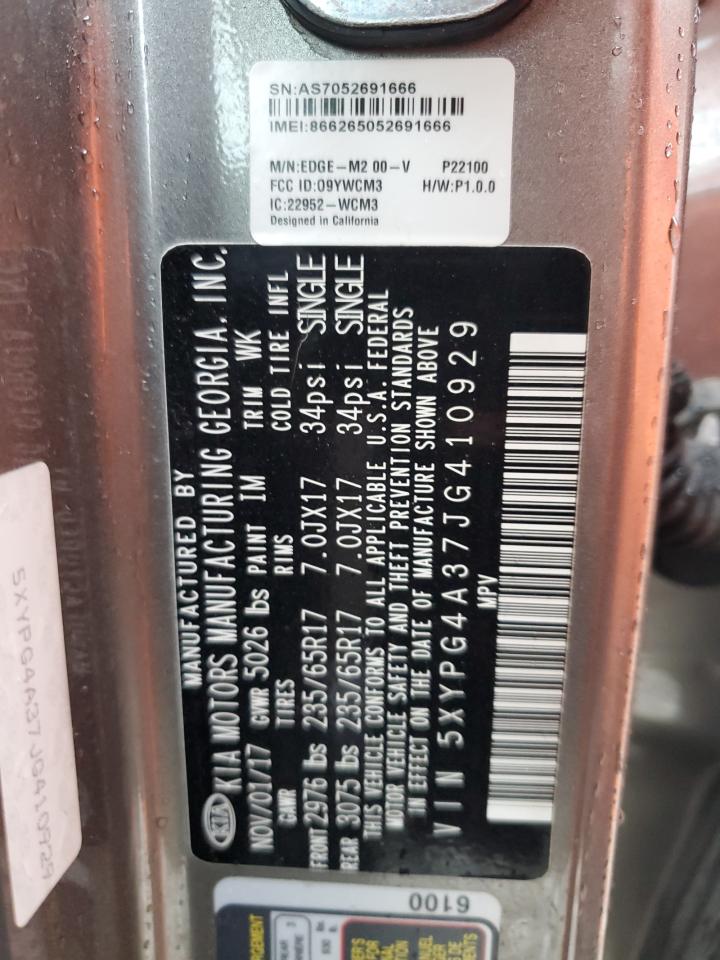 SN:AS7052691666
IMEI:866265052691666
M/N:EDGE-M2 00-V P22100
FCC ID:O9YWCM3 H/W:P1.0.0
IC:22952-WCM3
Designed in California
MANUFACTURED BY
KIA KIA MOTORS MANUFACTURING GEORGIA. INC.
NOV/01/17 GVWR 5026 lbs PAINT IM TRIM WK
GAWR TIRES RIMS COLD TIRE INFL
FRONT 2976 lbs 235/65R17 7.0JX17 34psi SINGLE
REAR 3075 lbs 235/65R17 7.0JX17 34psi SINGLE
THIS VEHICLE CONFORMS TO ALL APPLICABLE U.S.A. FEDERAL
MOTOR VEHICLE SAFETY AND THEFT PREVENTION STANDARDS
IN EFFECT ON THE DATE OF MANUFACTURE SHOWN ABOVE
VIN 5XYPG4A37JG410929
MPV
5XYPG4A37JG410929
6100